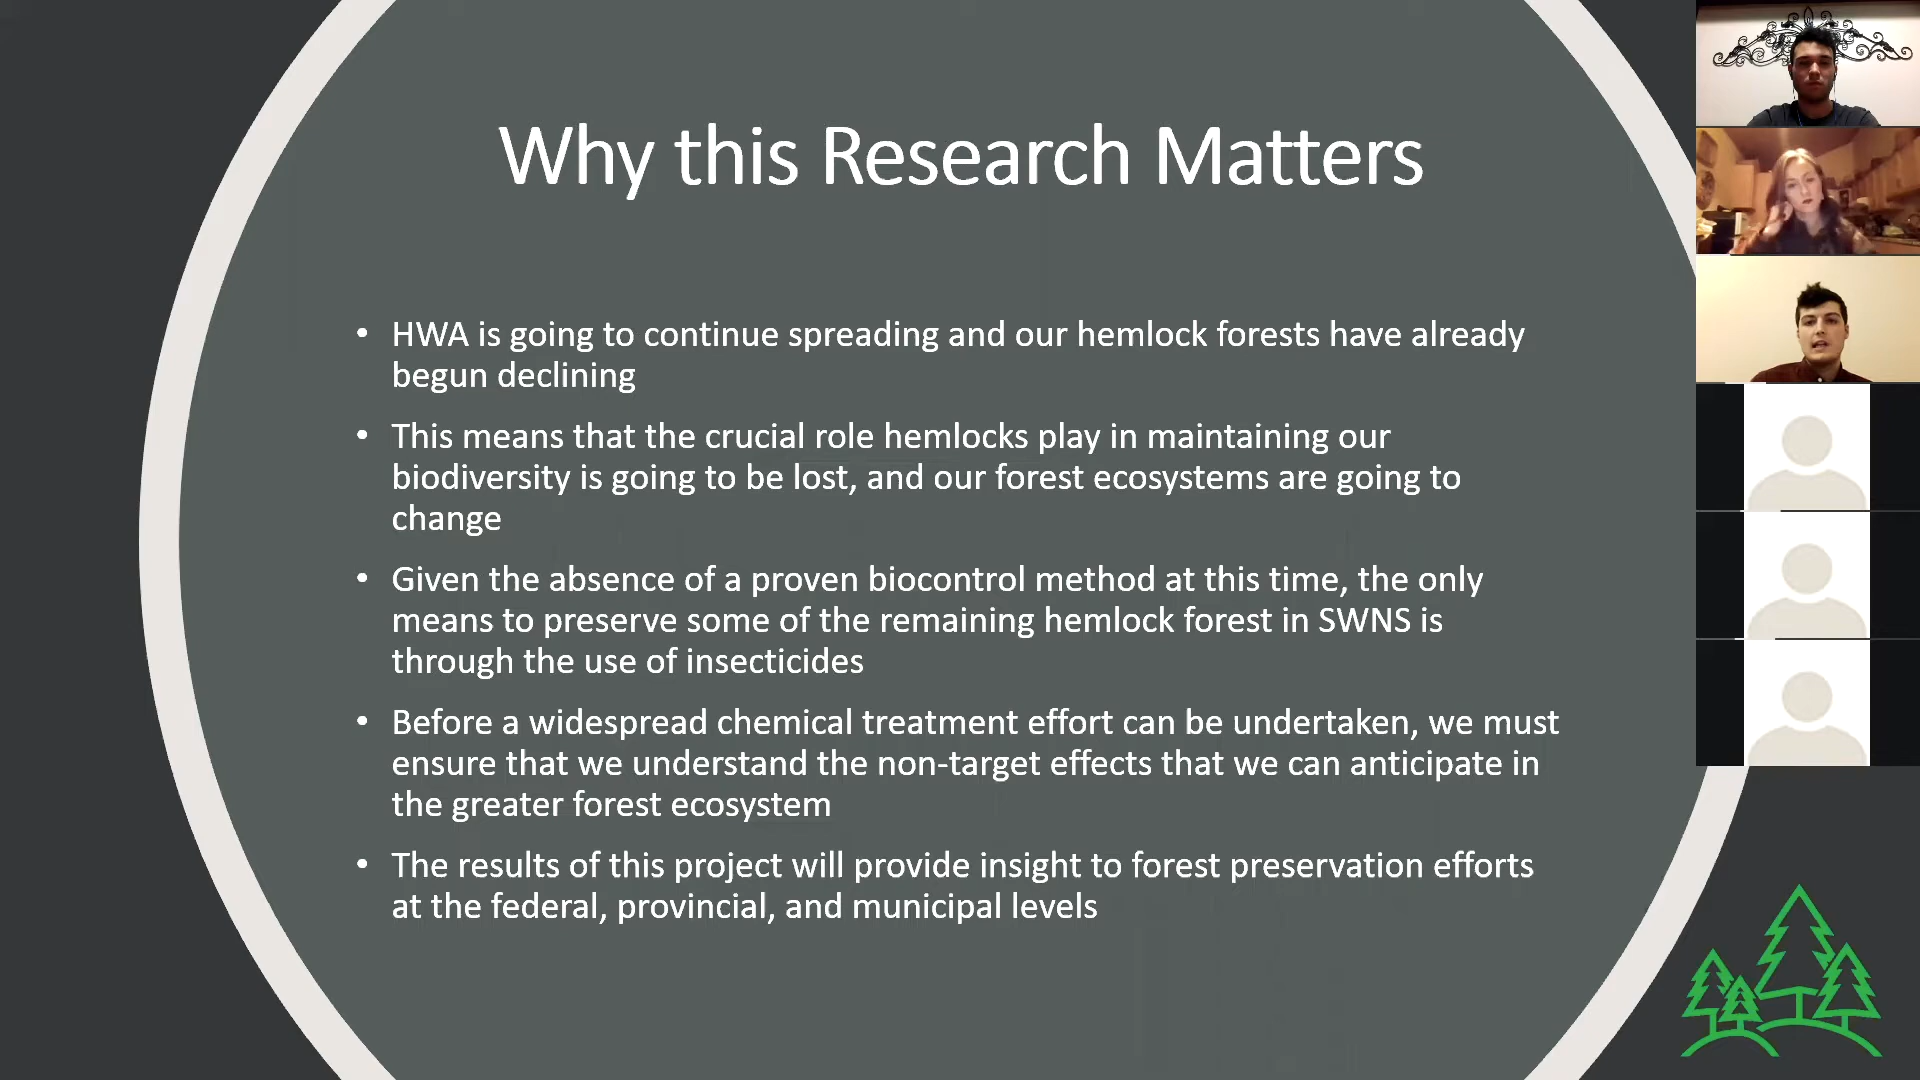 Why this Research Matters
• HWA is going to continue spreading and our hemlock forests have already
begun declining
• This means that the crucial role hemlocks play in maintaining our
biodiversity is going to be lost, and our forest ecosystems are going to
change
• Given the absence of a proven biocontrol method at this time, the only
means to preserve some of the remaining hemlock forest in SWNS is
through the use of insecticides
• Before a widespread chemical treatment effort can be undertaken, we must
ensure that we understand the non-target effects that we can anticipate in
the greater forest ecosystem
• The results of this project will provide insight to forest preservation efforts
at the federal, provincial, and municipal levels